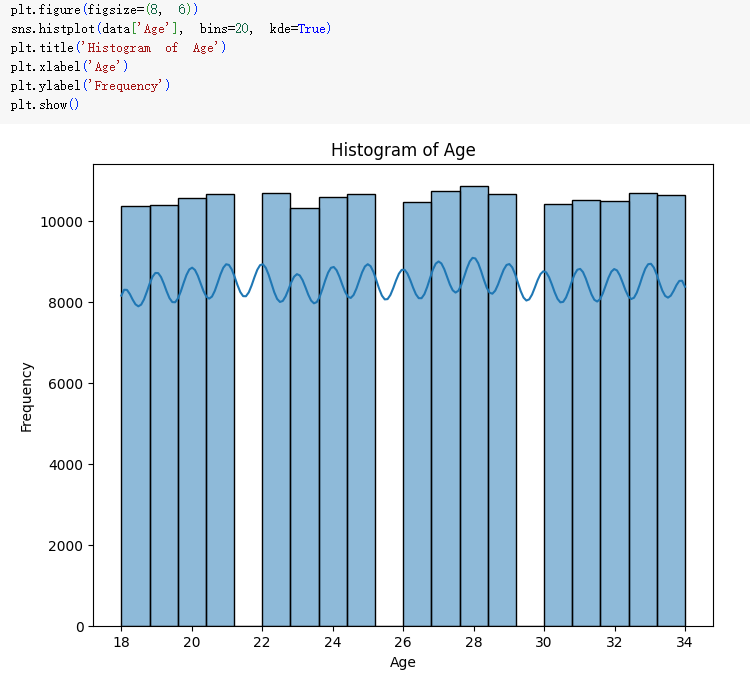 plt.figure(figsize=(8, 6))
sns.histplot(data['Age'], bins=20, kde=True)
plt.title('Histogram of Age')
plt.xlabel('Age')
plt.ylabel('Frequency')
plt.show()
Histogram of Age
10000
8000
6000
4000
2000
0
Frequency
18 20 22 24 26 28 30 32 34
Age